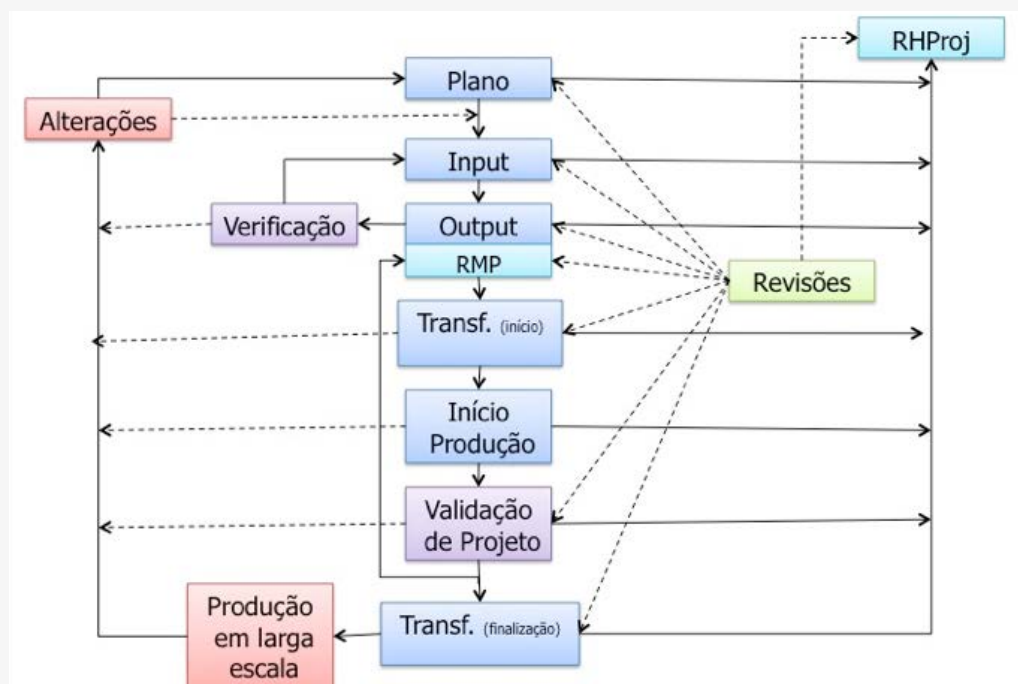 RHProj
Plano
Alterações
Input
Verificação
Output
RMP
Revisões
Transf. (início)
Início
Produção
Validação
de Projeto
Produção
em larga
escala
Transf. (finalização)